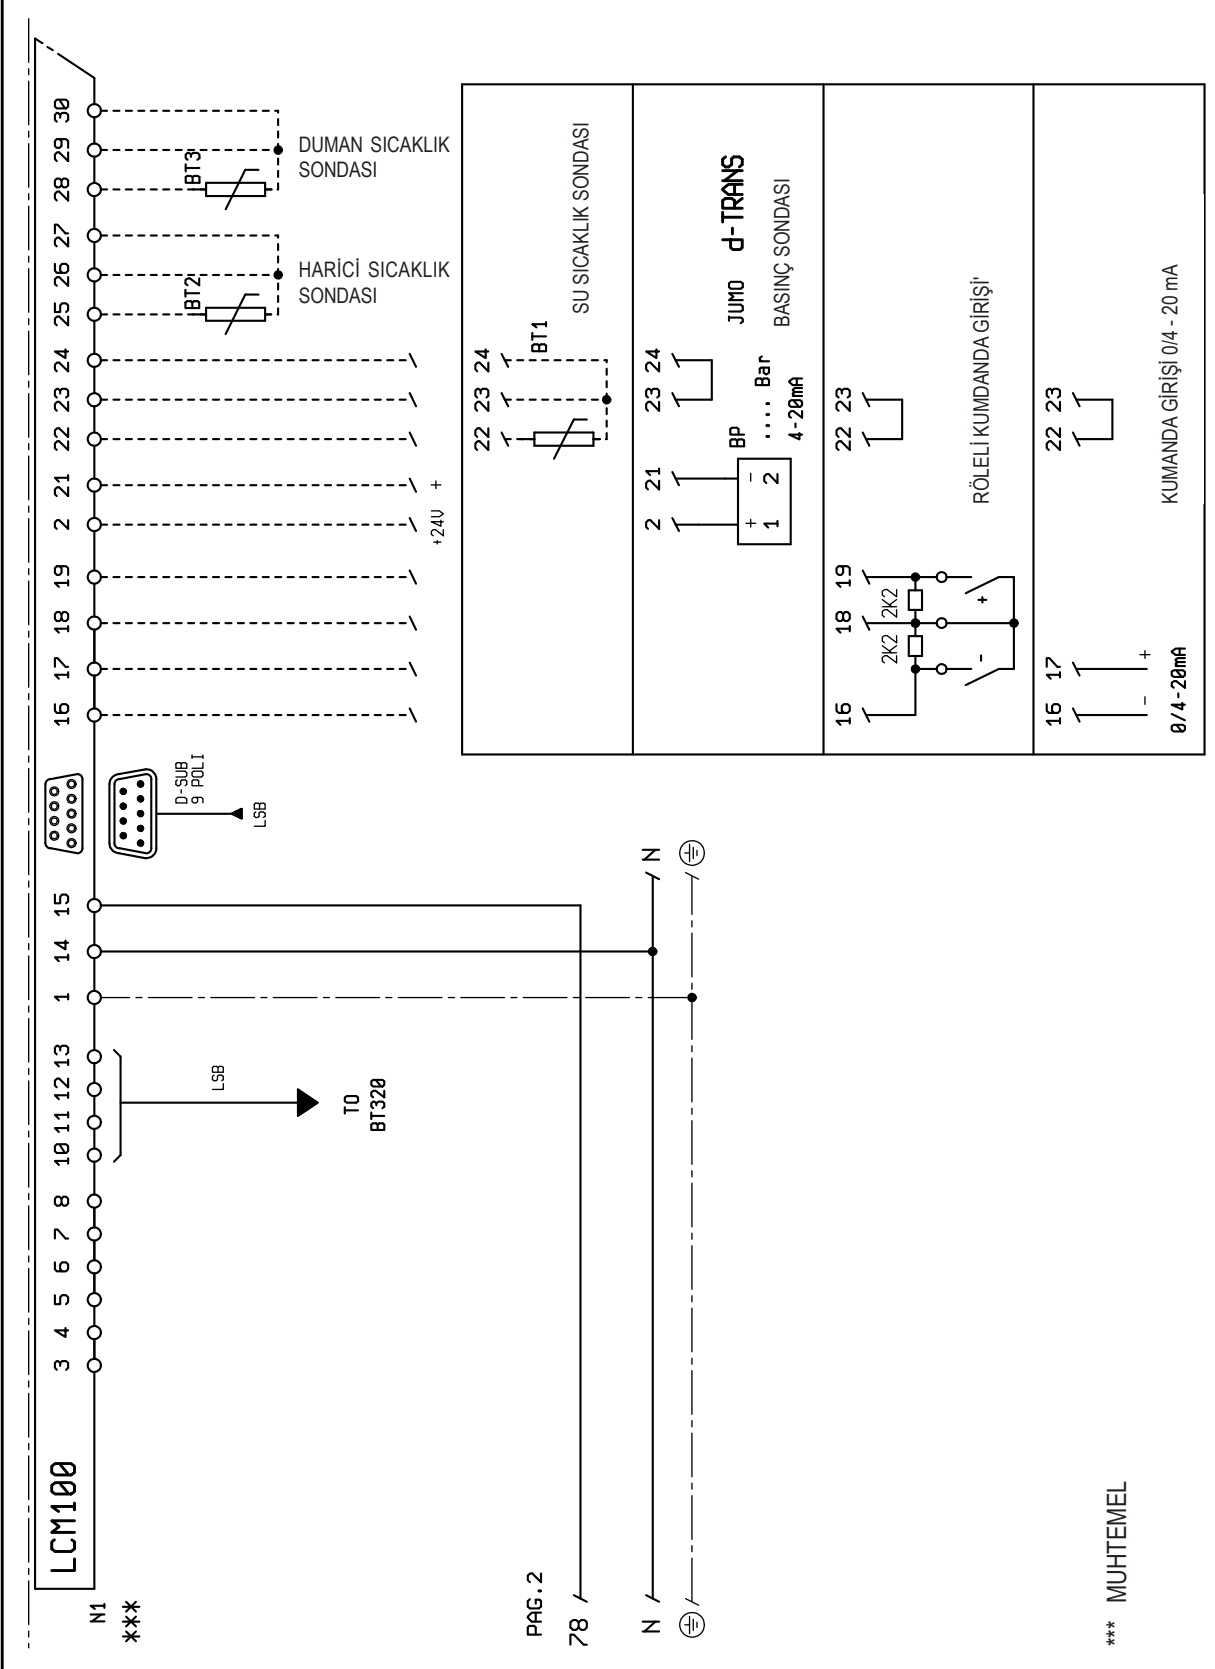 LCM100
3 4 5 6 7 8 10 11 12 13 1 14 15 16 17 18 19 2 21 22 23 24 25 26 27 28 29 30
N1
***
LSB
TO
BT320
D-SUB
9 POLI
LSB
+24V +
BT2
HARİCİ SICAKLIK
SONDASI
BT3
DUMAN SICAKLIK
SONDASI
PAG.2
78
N
N
22 23 24
BT1
SU SICAKLIK SONDASI
2 21 23 24
+ -
1 2
BP
.... Bar
4-20mA
JUMO d-TRANS
BASINÇ SONDASI
16 18 19 22 23
2K2 2K2
- +
RÖLELİ KUMDANDA GİRİŞİ'
16 17 22 23
- +
0/4-20mA
KUMANDA GİRİŞİ 0/4 - 20 mA
*** MUHTEMEL